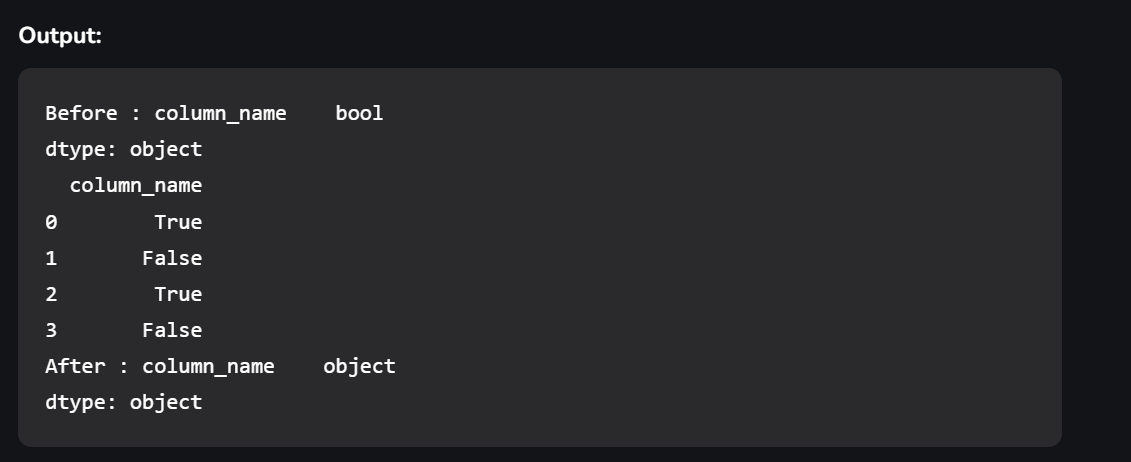 Output:
Before : column_name    bool
dtype: object
  column_name
0        True
1       False
2        True
3       False
After : column_name    object
dtype: object